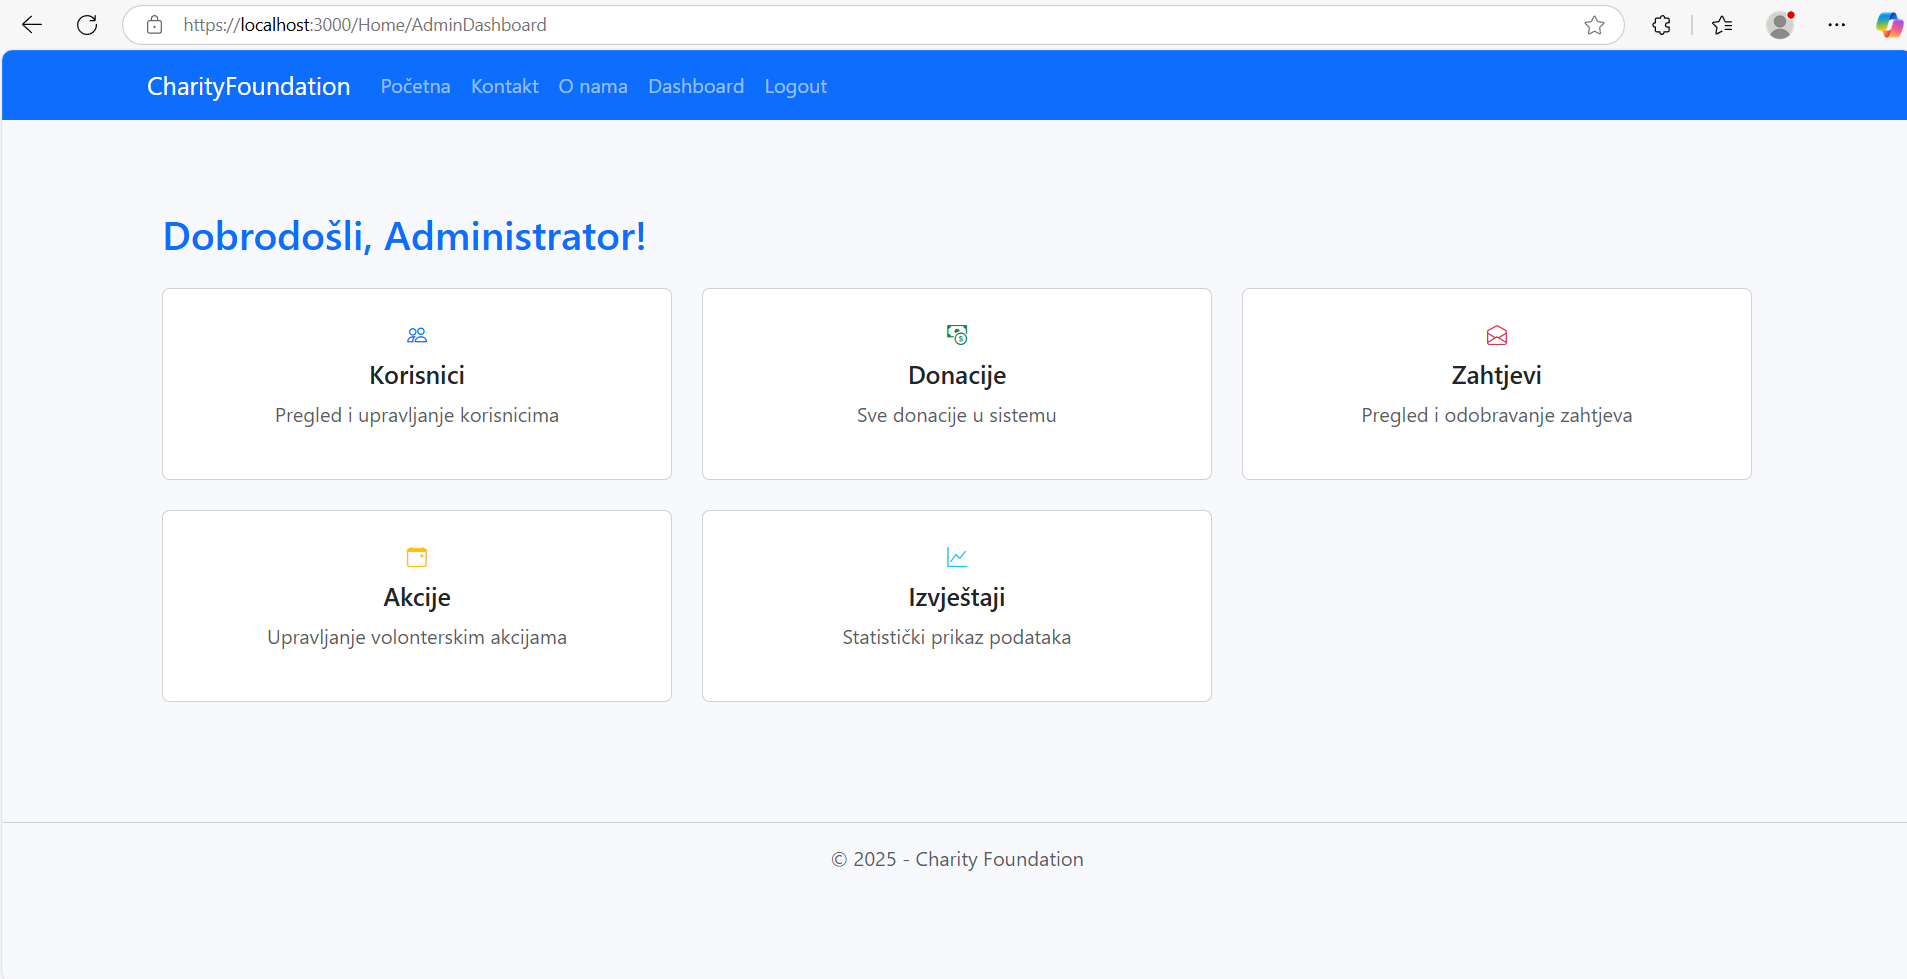 https://localhost:3000/Home/AdminDashboard
CharityFoundation Početna Kontakt O nama Dashboard Logout
Dobrodošli, Administrator!
Korisnici
Pregled i upravljanje korisnicima
Donacije
Sve donacije u sistemu
Zahtjevi
Pregled i odobravanje zahtjeva
Akcije
Upravljanje volonterskim akcijama
Izvještaji
Statistički prikaz podataka
© 2025 - Charity Foundation